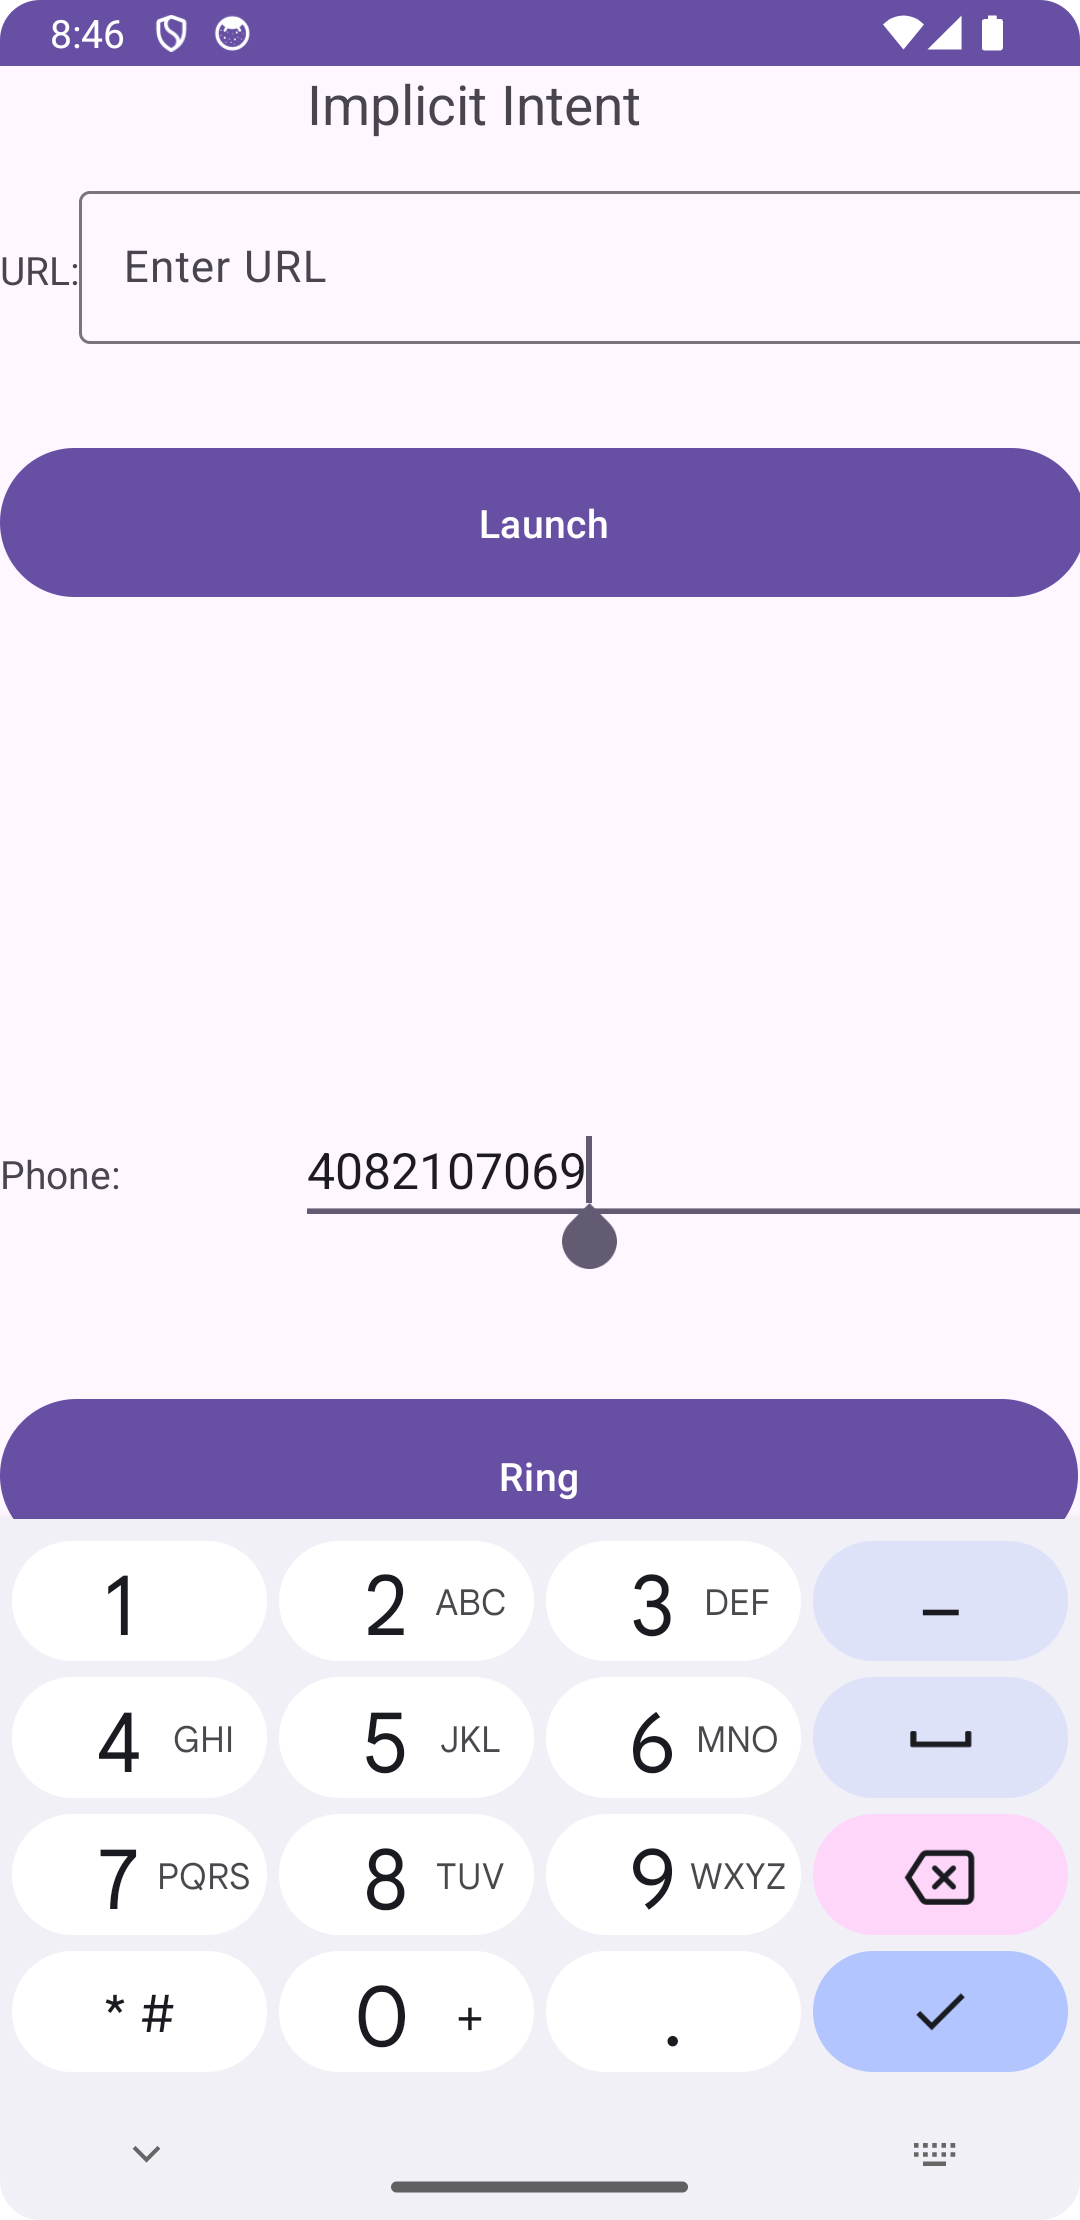 8:46
Implicit Intent
URL:
Enter URL
Launch
Phone:
4082107069
Ring
1 2 ABC 3 DEF –
4 GHI 5 JKL 6 MNO
7 PQRS 8 TUV 9 WXYZ
* # 0 + .